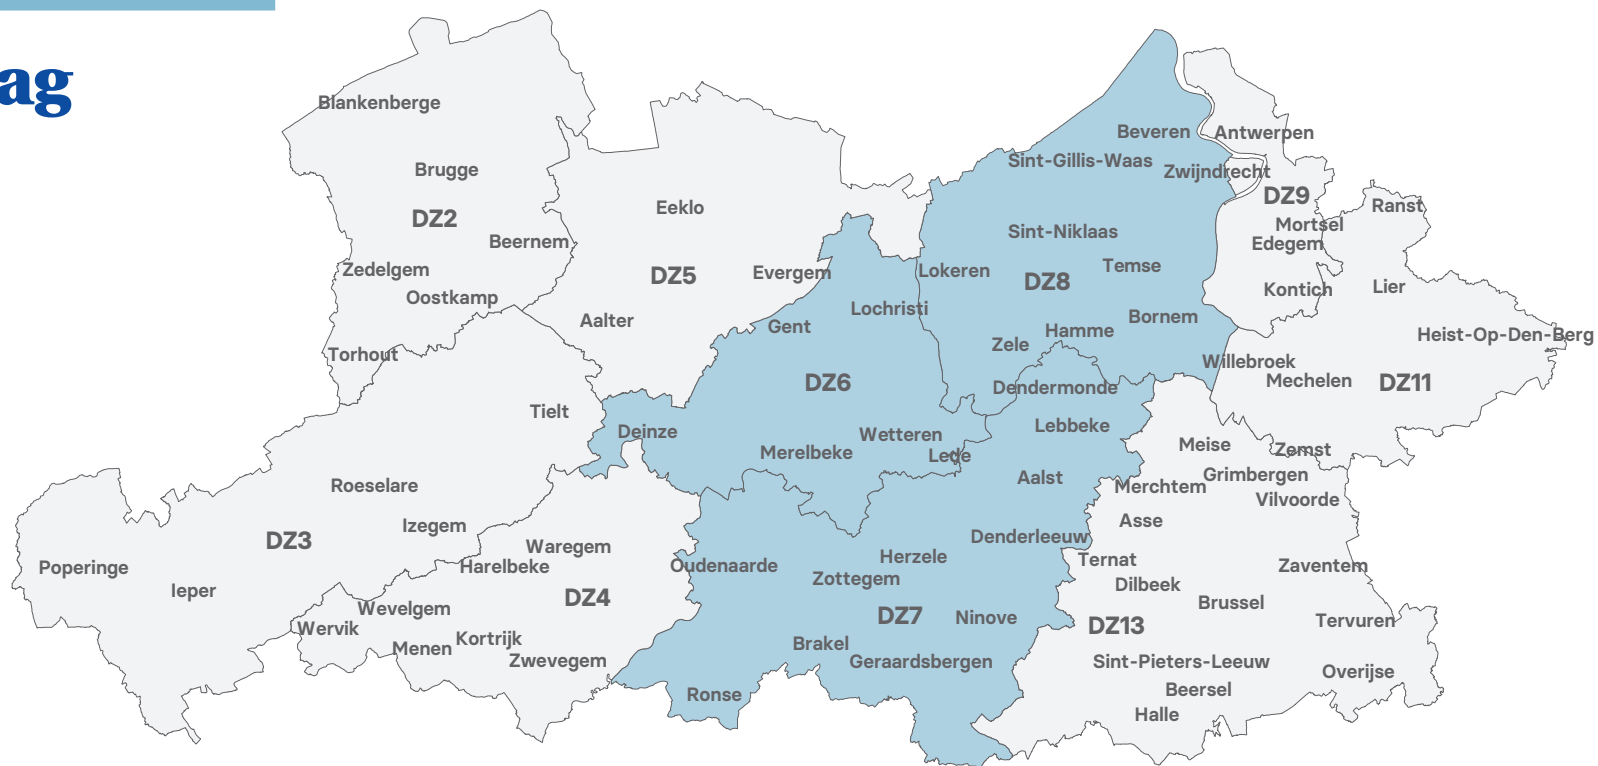 ag
Blankenberge
Brugge
DZ2
Beernem
Zedelgem
Oostkamp
Torhout
Eeklo
DZ5
Evergem
Aalter
Tielt
Roeselare
Izegem
DZ3
Poperinge
Ieper
Waregem
Harelbeke
DZ4
Wevelgem
Wervik
Menen
Kortrijk
Zwevegem
Lochristi
Gent
DZ6
Deinze
Wetteren
Merelbeke
Lede
Beveren
Sint-Gillis-Waas
Zwijndrecht
Sint-Niklaas
Lokeren
DZ8
Temse
Bornem
Hamme
Zele
Dendermonde
Lebbeke
Aalst
Denderleeuw
Oudenaarde
Herzele
Zottegem
DZ7
Ninove
Brakel
Geraardsbergen
Ronse
Antwerpen
DZ9
Mortsel
Edegem
Kontich
Ranst
Lier
Heist-Op-Den-Berg
Willebroek
Mechelen
DZ11
Meise
Zemst
Grimbergen
Merchtem
Vilvoorde
Asse
Ternat
Dilbeek
Zaventem
Brussel
DZ13
Tervuren
Sint-Pieters-Leeuw
Overijse
Beersel
Halle